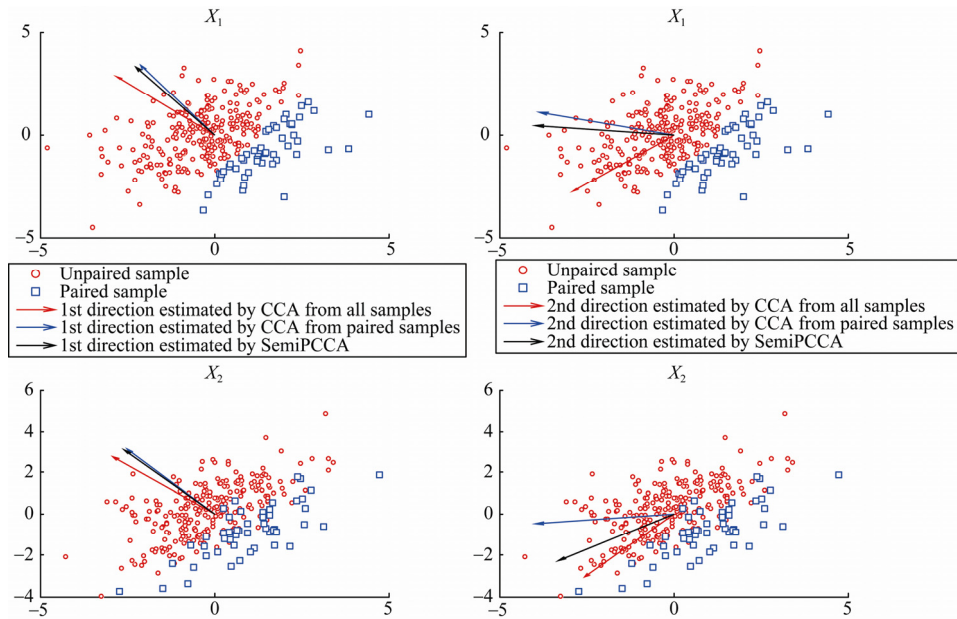 X1
5
0
−5
−5
0
5
X1
5
0
−5
−5
0
5
Unpaired sample
Paired sample
1st direction estimated by CCA from all samples
1st direction estimated by CCA from paired samples
1st direction estimated by SemiPCCA
Unpaircd samplc
Paired sample
2nd direction estimated by CCA from all samples
2nd direction estimated by CCA from paired samples
2nd direction estimated by SemiPCCA
X2
6
4
2
0
−2
−4
−5
0
5
X2
6
4
2
0
−2
−4
−5
0
5